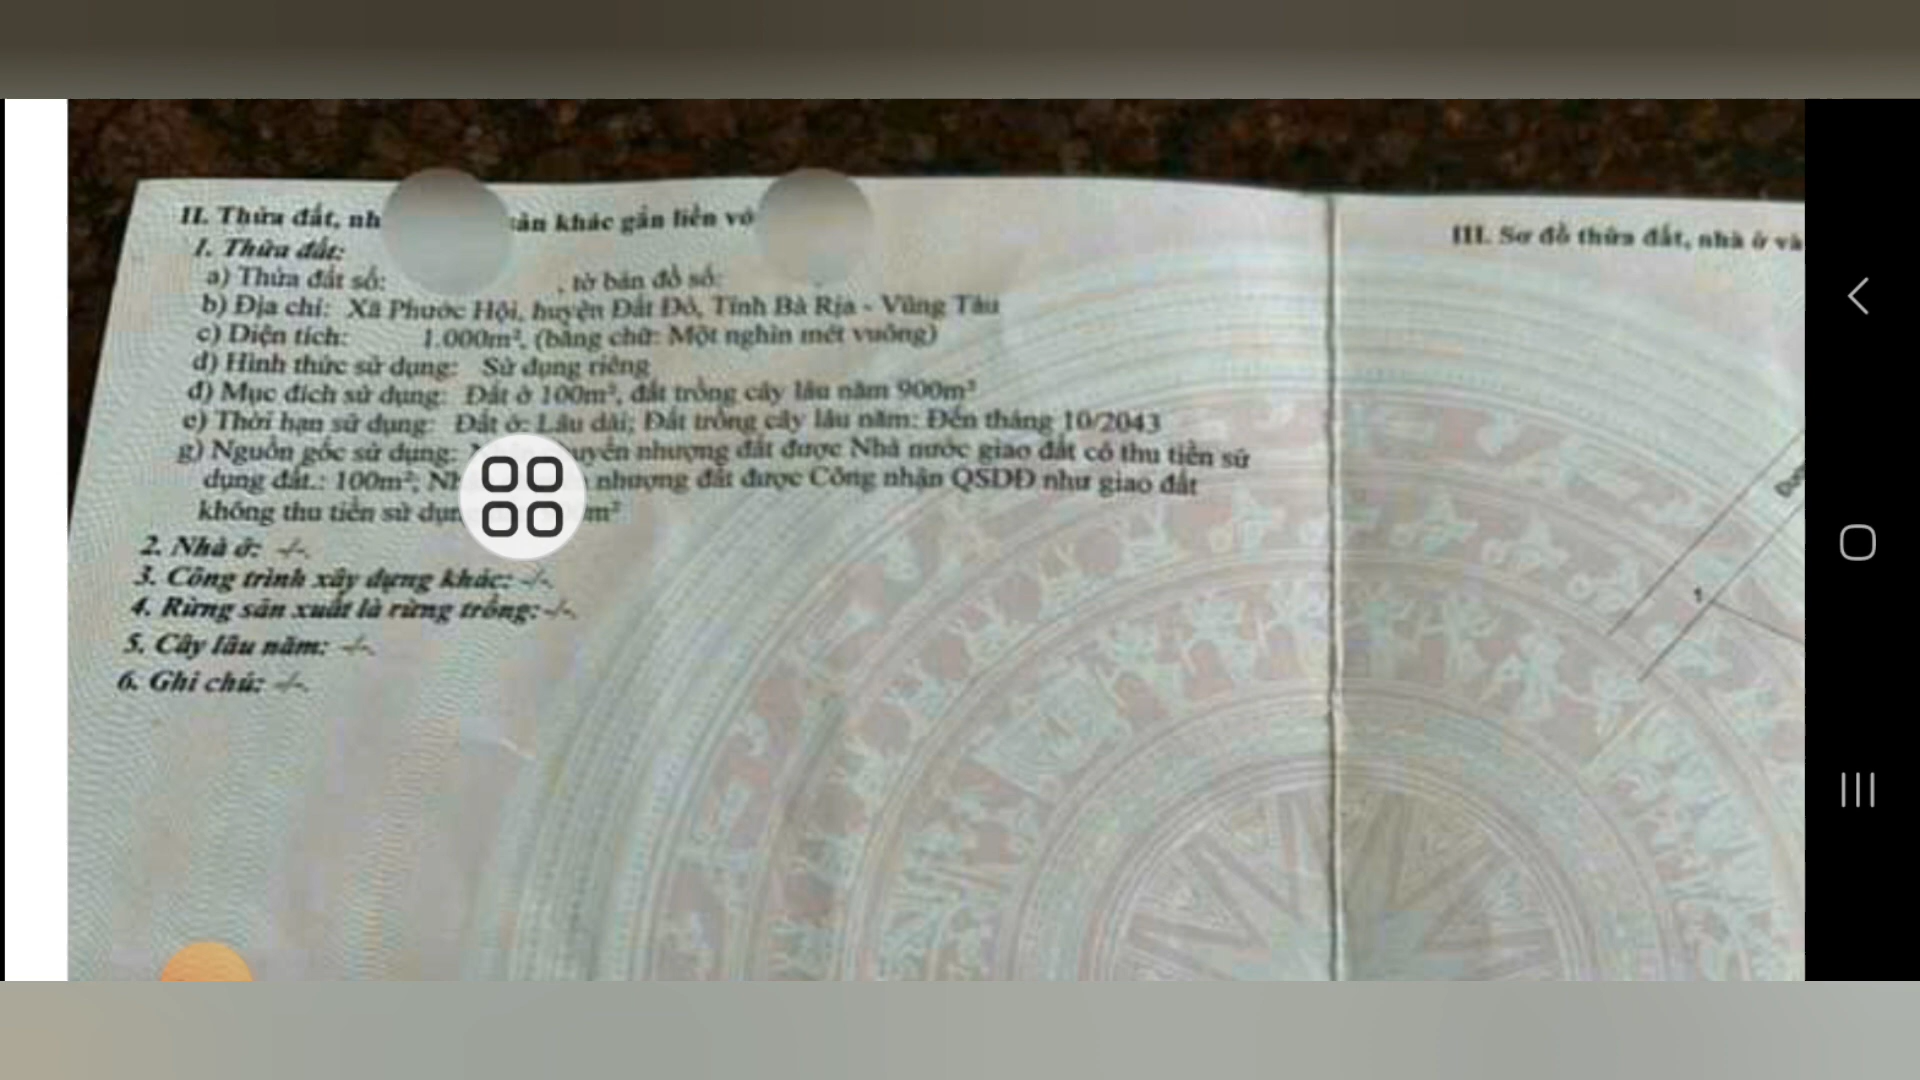 II. Thửa đất, nh sản khác gắn liền vớ
III. Sơ đồ thửa đất, nhà ở và
1. Thửa đất:
a) Thửa đất số: , tờ bản đồ số:
b) Địa chỉ: Xã Phước Hội, huyện Đất Đỏ, Tỉnh Bà Rịa - Vũng Tàu
c) Diện tích: 1.000m², (bằng chữ: Một nghìn mét vuông)
d) Hình thức sử dụng: Sử dụng riêng
đ) Mục đích sử dụng: Đất ở 100m², đất trồng cây lâu năm 900m²
e) Thời hạn sử dụng: Đất ở: Lâu dài; Đất trồng cây lâu năm: Đến tháng 10/2043
g) Nguồn gốc sử dụng: uyển nhượng đất được Nhà nước giao đất có thu tiền sử
dụng đất.: 100m²; Nh nhượng đất được Công nhận QSDĐ như giao đất
không thu tiền sử dụn m²
2. Nhà ở: -/-.
3. Công trình xây dựng khác: -/-.
4. Rừng sản xuất là rừng trồng: -/-.
5. Cây lâu năm: -/-.
6. Ghi chú: -/-.
1